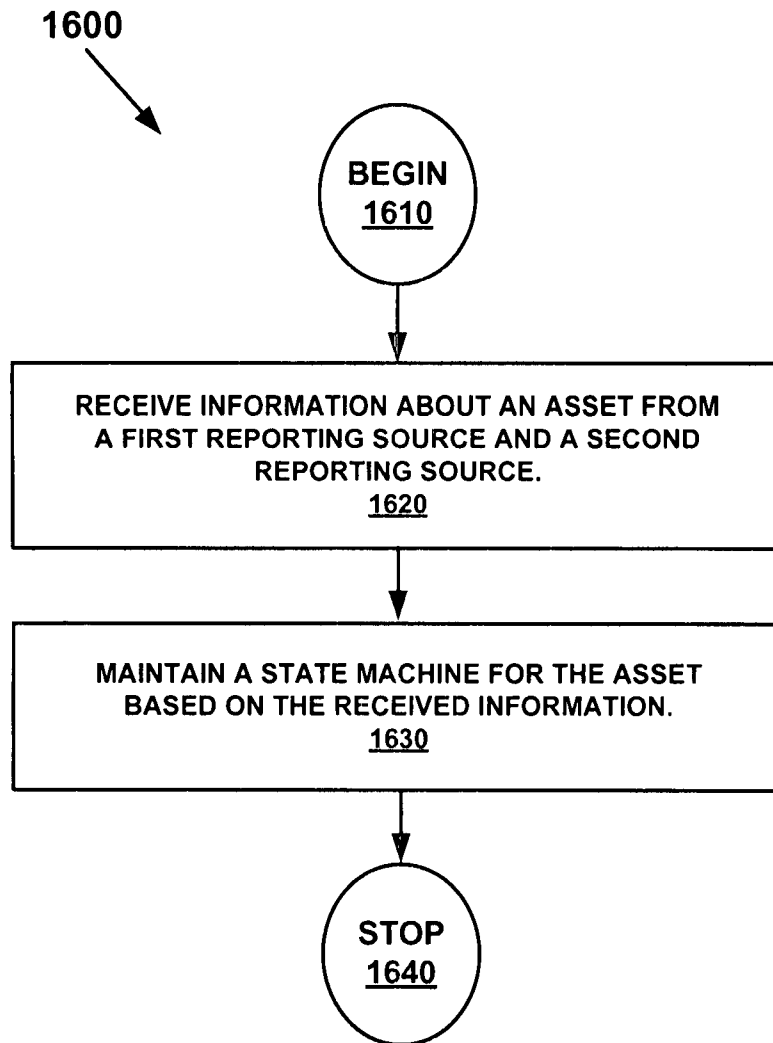 1600
BEGIN
1610
RECEIVE INFORMATION ABOUT AN ASSET FROM
A FIRST REPORTING SOURCE AND A SECOND
REPORTING SOURCE.
1620
MAINTAIN A STATE MACHINE FOR THE ASSET
BASED ON THE RECEIVED INFORMATION.
1630
STOP
1640